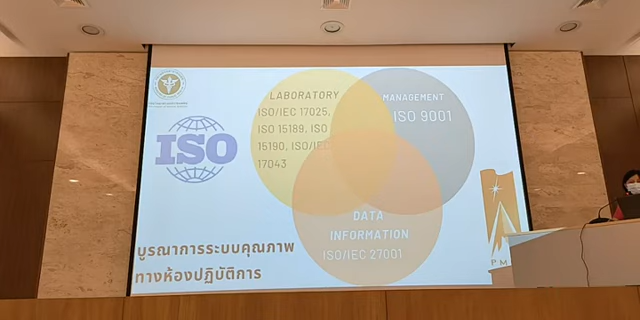 LABORATORY
ISO/IEC 17025,
ISO 15189, ISO
15190, ISO/IEC
17043
MANAGEMENT
ISO 9001
ISO
DATA
INFORMATION
ISO/IEC 27001
บูรณาการระบบคุณภาพ
ทางห้องปฏิบัติการ
PM